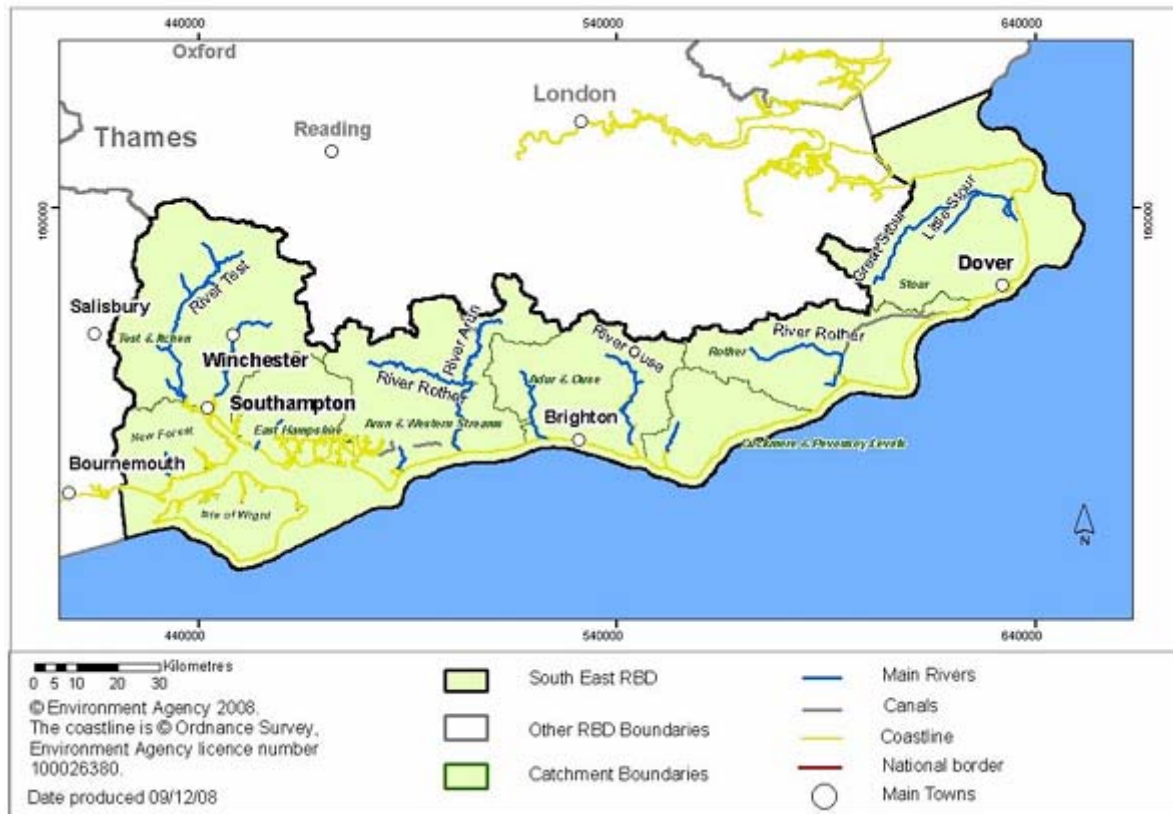 440000 540000 640000
Oxford
London
Thames
Reading
160000 160000
Great Stour
Little Stour
River Test
Dover
Salisbury
Stour
Test & Itchen
River Arun
River Ouse
River Rother
Rother
Winchester
River Rother
Adur & Ouse
Southampton
Brighton
New Forest
East Hampshire
Arun & Western Streams
Cuckmere & Pevensey Levels
Bournemouth
Isle of Wight
N
440000 540000 640000
Kilometres
0 5 10 20 30
© Environment Agency 2008.
The coastline is © Ordnance Survey,
Environment Agency licence number
100026380.
Date produced 09/12/08
South East RBD
Other RBD Boundaries
Catchment Boundaries
Main Rivers
Canals
Coastline
National border
Main Towns